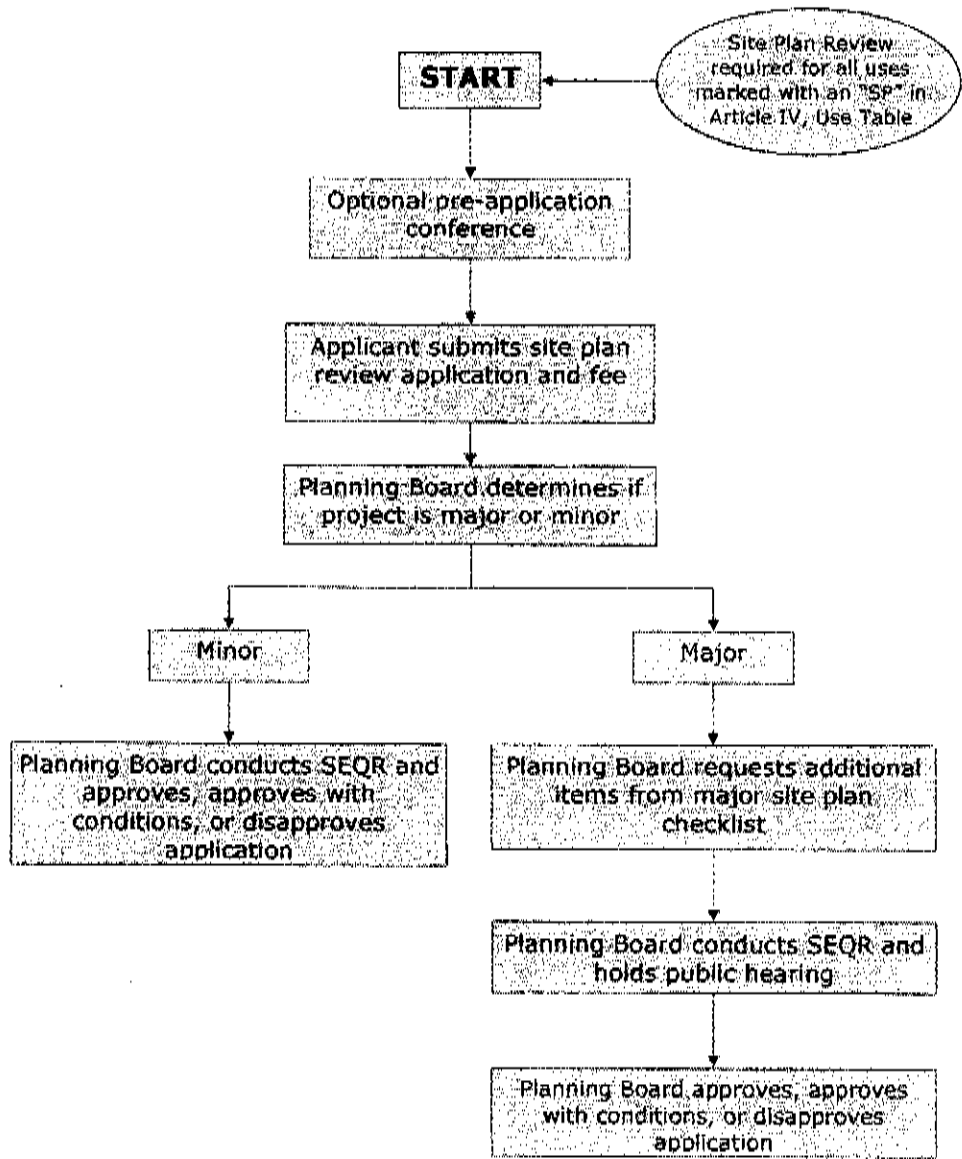 START
Site Plan Review
required for all uses
marked with an "SP" in
Article IV, Use Table
Optional pre-application
conference
Applicant submits site plan
review application and fee
Planning Board determines if
project is major or minor
Minor
Major
Planning Board conducts SEQR and
approves, approves with
conditions, or disapproves
application
Planning Board requests additional
items from major site plan
checklist
Planning Board conducts SEQR and
holds public hearing
Planning Board approves, approves
with conditions, or disapproves
application